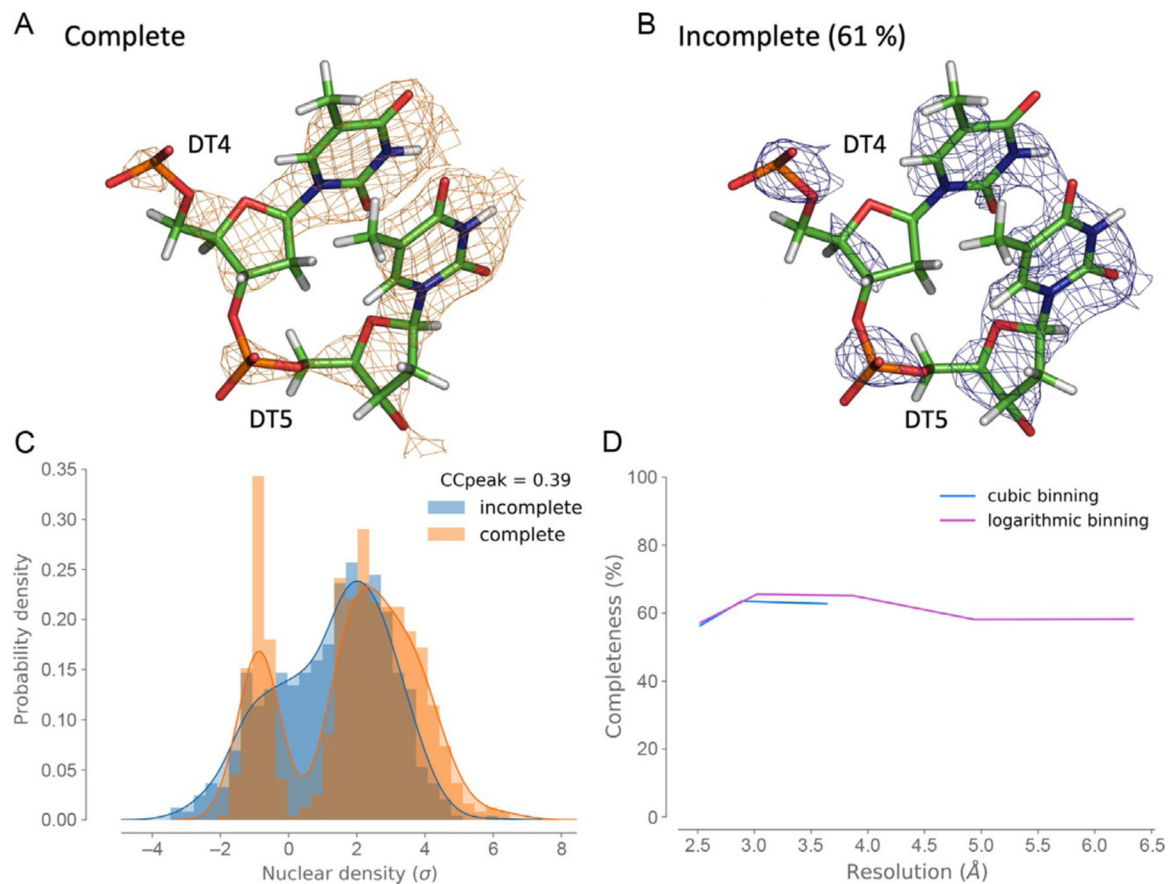 A Complete
B Incomplete (61 %)
DT4
DT5
DT4
DT5
C
CCpeak = 0.39
incomplete
complete
Probability density
0.35
0.30
0.25
0.20
0.15
0.10
0.05
0.00
−4 −2 0 2 4 6 8
Nuclear density (σ)
D
cubic binning
logarithmic binning
Completeness (%)
100
80
60
40
20
0
2.5 3.0 3.5 4.0 4.5 5.0 5.5 6.0 6.5
Resolution (Å)